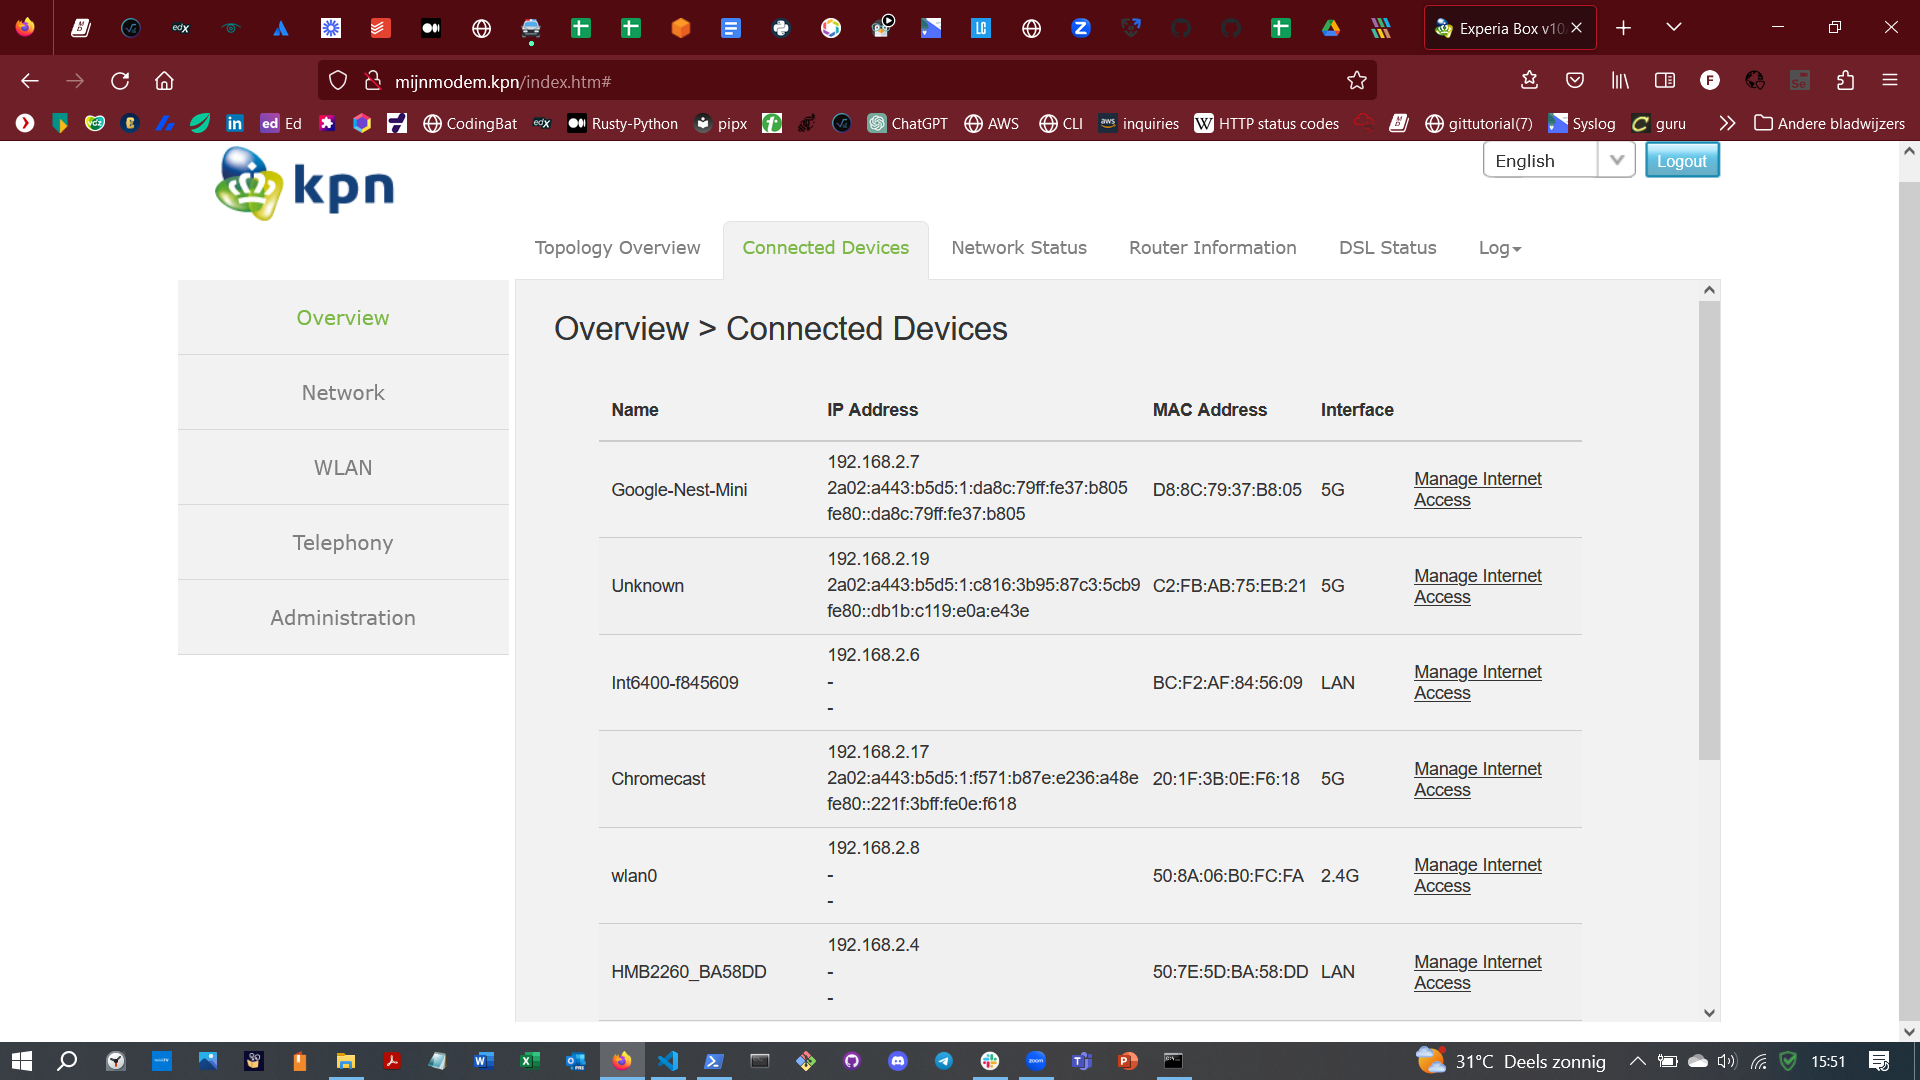 Experia Box v10
mijnmodem.kpn/index.htm#
Ed
CodingBat
Rusty-Python
pipx
ChatGPT
AWS
CLI
inquiries
HTTP status codes
gittutorial(7)
Syslog
guru
Andere bladwijzers
kpn
English
Logout
Topology Overview
Connected Devices
Network Status
Router Information
DSL Status
Log
Overview
Network
WLAN
Telephony
Administration
Overview > Connected Devices
Name IP Address MAC Address Interface
192.168.2.7
2a02:a443:b5d5:1:da8c:79ff:fe37:b805
fe80::da8c:79ff:fe37:b805
Google-Nest-Mini
D8:8C:79:37:B8:05
5G
Manage Internet
Access
192.168.2.19
2a02:a443:b5d5:1:c816:3b95:87c3:5cb9
fe80::db1b:c119:e0a:e43e
Unknown
C2:FB:AB:75:EB:21
5G
Manage Internet
Access
192.168.2.6
-
-
Int6400-f845609
BC:F2:AF:84:56:09
LAN
Manage Internet
Access
192.168.2.17
2a02:a443:b5d5:1:f571:b87e:e236:a48e
fe80::221f:3bff:fe0e:f618
Chromecast
20:1F:3B:0E:F6:18
5G
Manage Internet
Access
192.168.2.8
-
-
wlan0
50:8A:06:B0:FC:FA
2.4G
Manage Internet
Access
192.168.2.4
-
-
HMB2260_BA58DD
50:7E:5D:BA:58:DD
LAN
Manage Internet
Access
31°C Deels zonnig
15:51